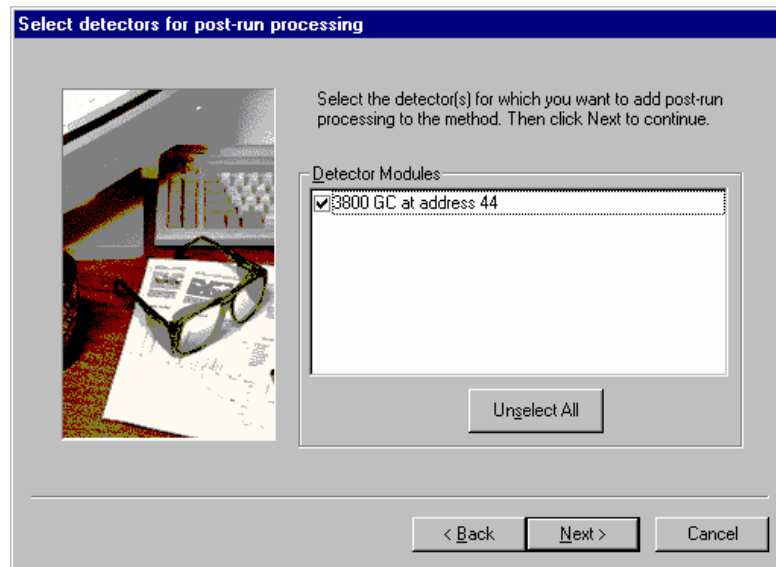 Select detectors for post-run processing
Select the detector(s) for which you want to add post-run
processing to the method. Then click Next to continue.
Detector Modules
3800 GC at address 44
Unselect All
< Back
Next >
Cancel